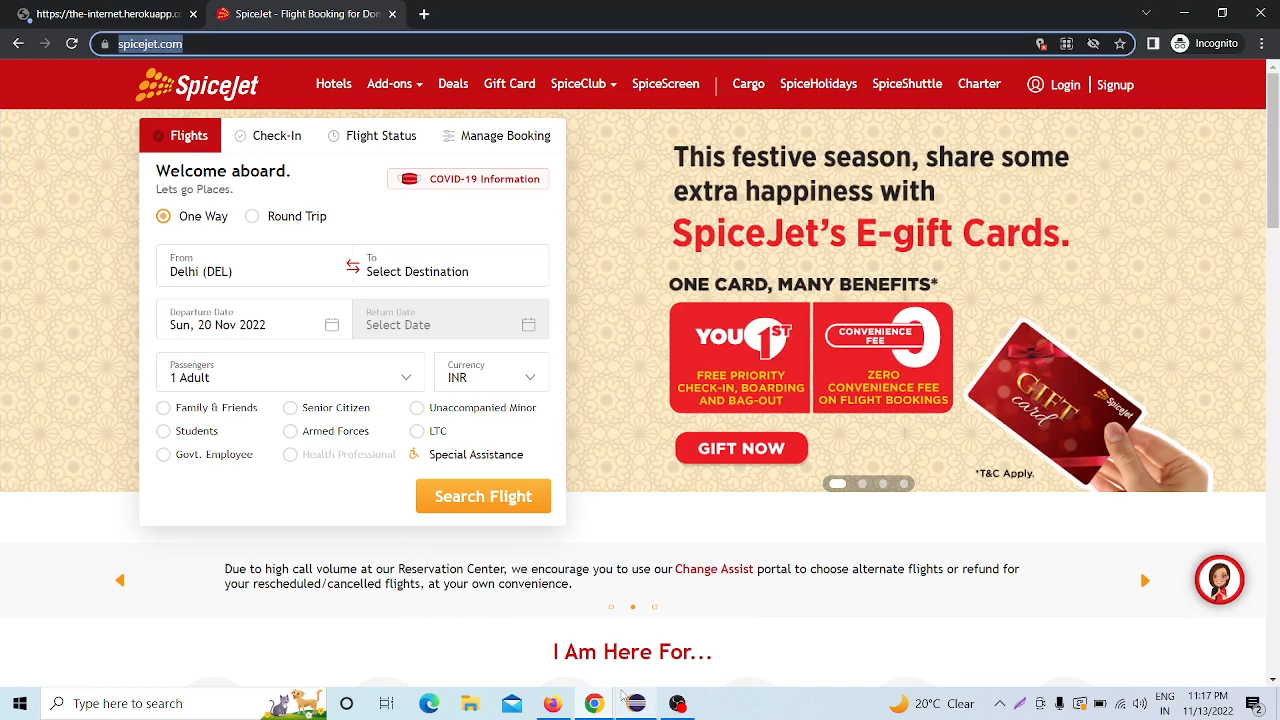 https://theinternet.herokuapp.co
SpiceJet - Flight Booking for Dom
spicejet.com
Incognito
SpiceJet
Hotels
Add-ons
Deals
Gift Card
SpiceClub
SpiceScreen
Cargo
SpiceHolidays
SpiceShuttle
Charter
Login
Signup
Flights
Check-In
Flight Status
Manage Booking
Welcome aboard.
Lets go Places.
COVID-19 Information
One Way
Round Trip
From
Delhi (DEL)
To
Select Destination
Departure Date
Sun, 20 Nov 2022
Return Date
Select Date
Passengers
1 Adult
Currency
INR
Family & Friends
Senior Citizen
Unaccompanied Minor
Students
Armed Forces
LTC
Govt. Employee
Health Professional
Special Assistance
Search Flight
This festive season, share some
extra happiness with
SpiceJet's E-gift Cards.
ONE CARD, MANY BENEFITS*
YOU 1ST
FREE PRIORITY
CHECK-IN, BOARDING
AND BAG-OUT
CONVENIENCE
FEE
0
ZERO
CONVENIENCE FEE
ON FLIGHT BOOKINGS
GIFT NOW
GIFT
card
SpiceJet
*T&C Apply.
Due to high call volume at our Reservation Center, we encourage you to use our Change Assist portal to choose alternate flights or refund for
your rescheduled/cancelled flights, at your own convenience.
I Am Here For...
Type here to search
20°C Clear
ENG
IN
11:17 PM
11/13/2022
2